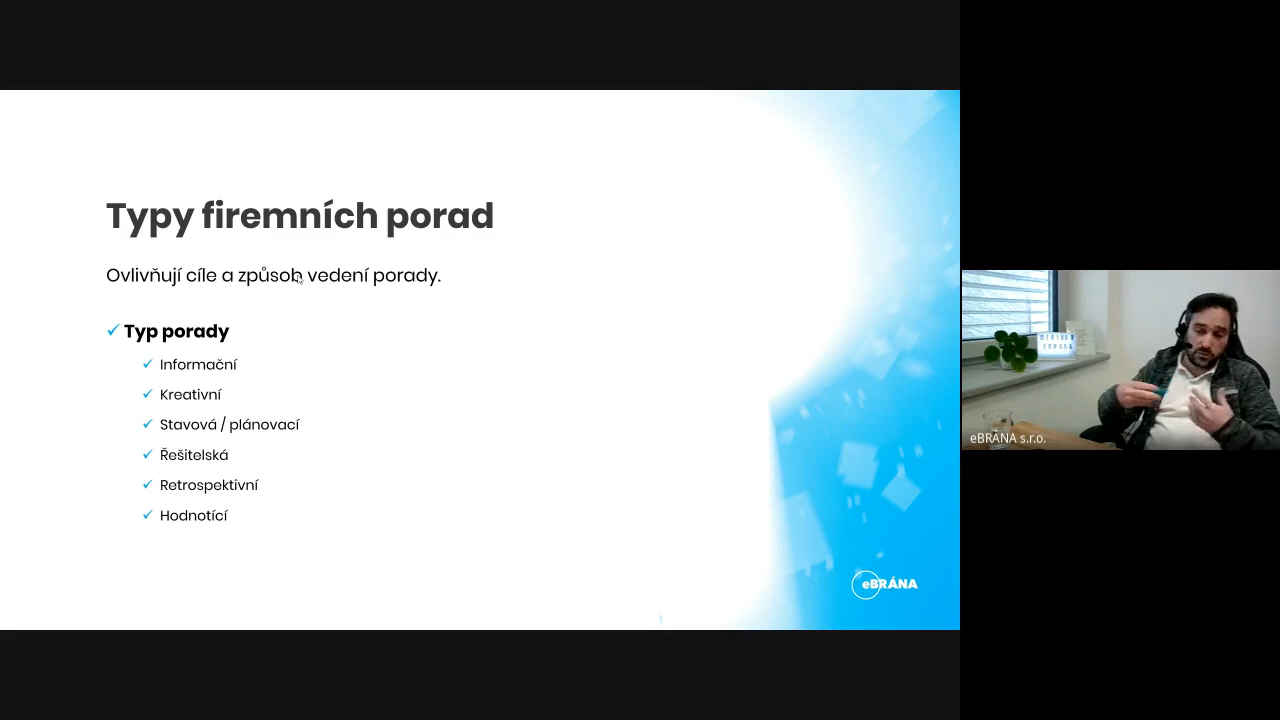 Typy firemních porad
Ovlivňují cíle a způsob vedení porady.
Typ porady
Informační
Kreativní
Stavová / plánovací
Řešitelská
Retrospektivní
Hodnotící
eBRÁNA
eBRÁNA s.r.o.